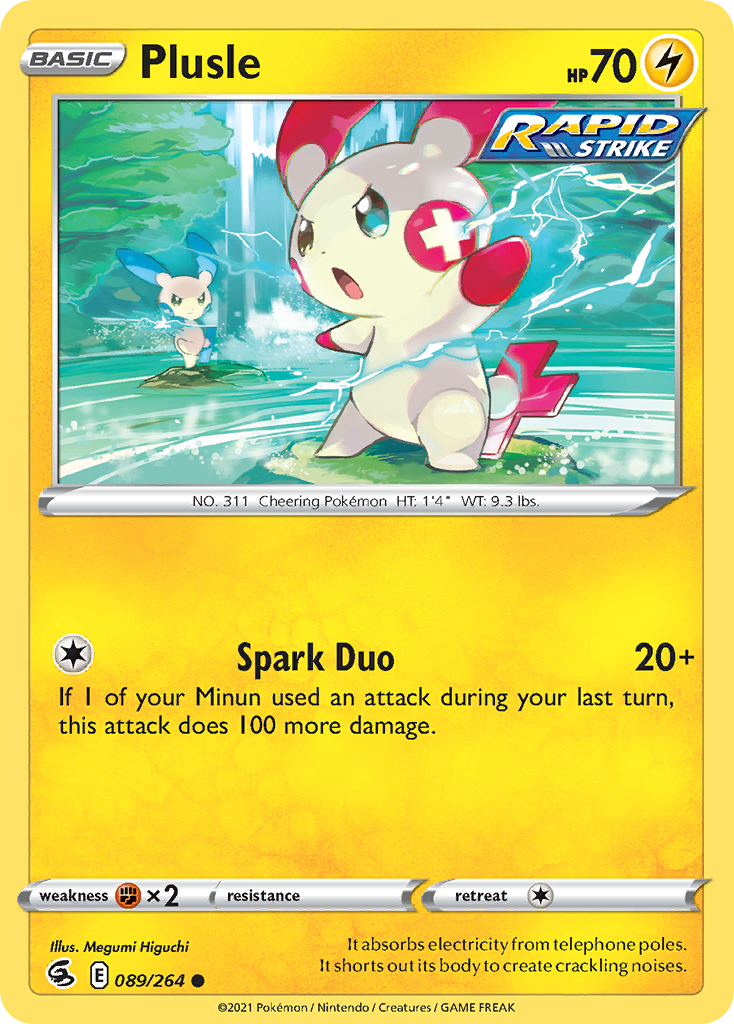 BASIC
Plusle
HP70
RAPID
STRIKE
NO. 311 Cheering Pokémon HT: 1'4" WT: 9.3 lbs.
Spark Duo 20+
If 1 of your Minun used an attack during your last turn,
this attack does 100 more damage.
weakness ×2 resistance retreat
Illus. Megumi Higuchi
It absorbs electricity from telephone poles.
It shorts out its body to create crackling noises.
E 089/264
©2021 Pokémon / Nintendo / Creatures / GAME FREAK